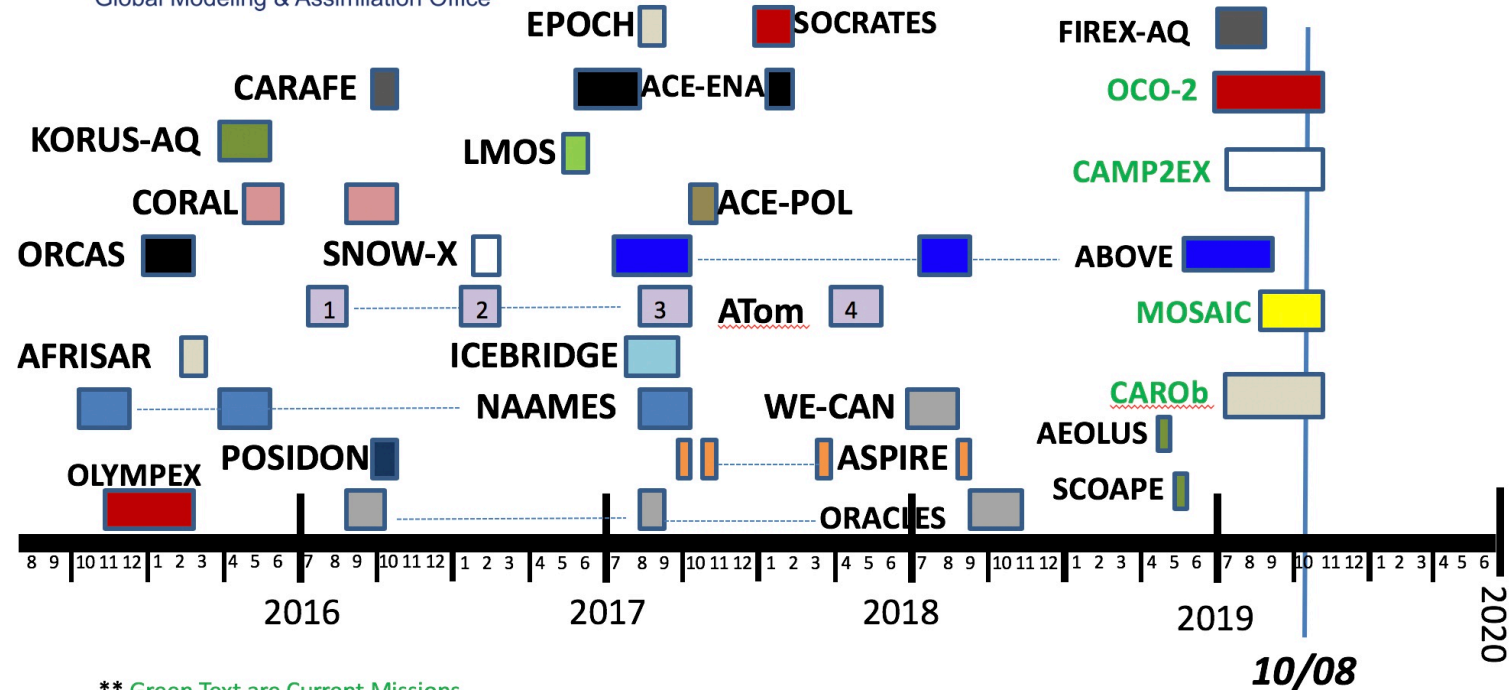 Global Modeling & Assimilation Office
EPOCH SOCRATES FIREX-AQ
CARAFE ACE-ENA OCO-2
KORUS-AQ LMOS CAMP2EX
CORAL ACE-POL
ORCAS SNOW-X ABOVE
1 2 3 ATom 4 MOSAIC
AFRISAR ICEBRIDGE
NAAMES WE-CAN CAROb
AEOLUS
POSIDON ASPIRE
OLYMPEX SCOAPE
ORACLES
8 9 10 11 12 1 2 3 4 5 6 7 8 9 10 11 12 1 2 3 4 5 6 7 8 9 10 11 12 1 2 3 4 5 6 7 8 9 10 11 12 1 2 3 4 5 6 7 8 9 10 11 12 1 2 3 4 5 6
2016 2017 2018 2019 2020
10/08
** Green Text are Current Missions